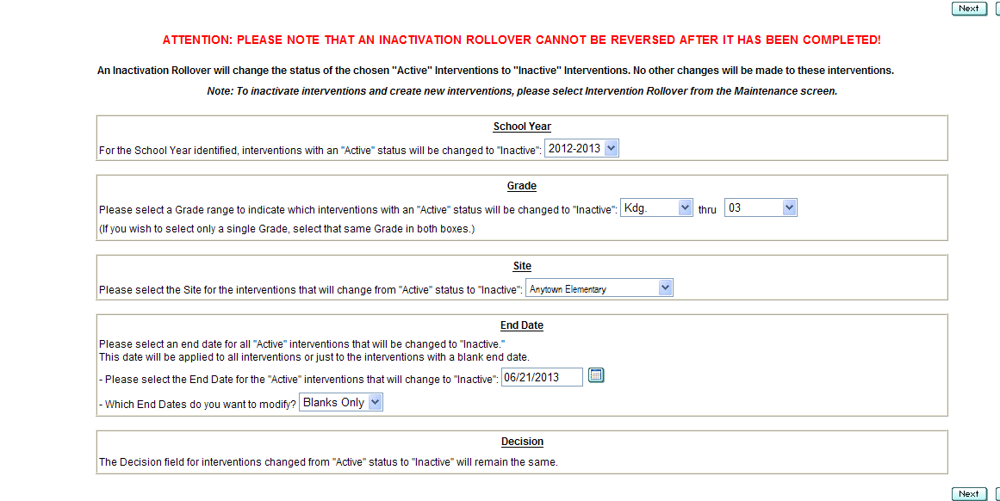 Next
ATTENTION: PLEASE NOTE THAT AN INACTIVATION ROLLOVER CANNOT BE REVERSED AFTER IT HAS BEEN COMPLETED!
An Inactivation Rollover will change the status of the chosen "Active" Interventions to "Inactive" Interventions. No other changes will be made to these interventions.
Note: To inactivate interventions and create new interventions, please select Intervention Rollover from the Maintenance screen.
School Year
For the School Year identified, interventions with an "Active" status will be changed to "Inactive": 2012-2013
Grade
Please select a Grade range to indicate which interventions with an "Active" status will be changed to "Inactive": Kdg. thru 03
(If you wish to select only a single Grade, select that same Grade in both boxes.)
Site
Please select the Site for the interventions that will change from "Active" status to "Inactive": Anytown Elementary
End Date
Please select an end date for all "Active" interventions that will be changed to "Inactive."
This date will be applied to all interventions or just to the interventions with a blank end date.
- Please select the End Date for the "Active" interventions that will change to "Inactive": 06/21/2013
- Which End Dates do you want to modify? Blanks Only
Decision
The Decision field for interventions changed from "Active" status to "Inactive" will remain the same.
Next